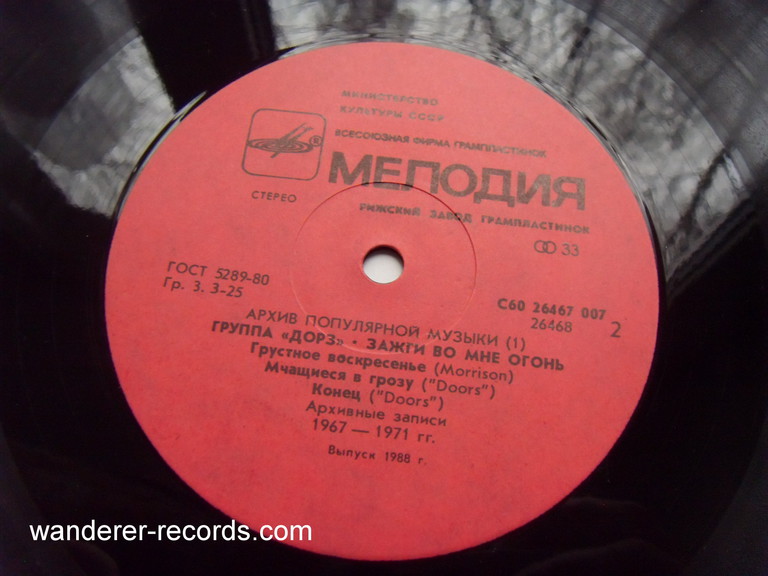 МИНИСТЕРСТВО
КУЛЬТУРЫ СССР
ВСЕСОЮЗНАЯ ФИРМА ГРАМПЛАСТИНОК
®
МЕЛОДИЯ
СТЕРЕО
РИЖСКИЙ ЗАВОД ГРАМПЛАСТИНОК
33
ГОСТ 5289-80
Гр. 3. 3-25
С60 26467 007
26468
2
АРХИВ ПОПУЛЯРНОЙ МУЗЫКИ (1)
ГРУППА «ДОРЗ» · ЗАЖГИ ВО МНЕ ОГОНЬ
Грустное воскресенье (Morrison)
Мчащиеся в грозу ("Doors")
Конец ("Doors")
Архивные записи
1967 — 1971 гг.
Выпуск 1988 г.
wanderer-records.com